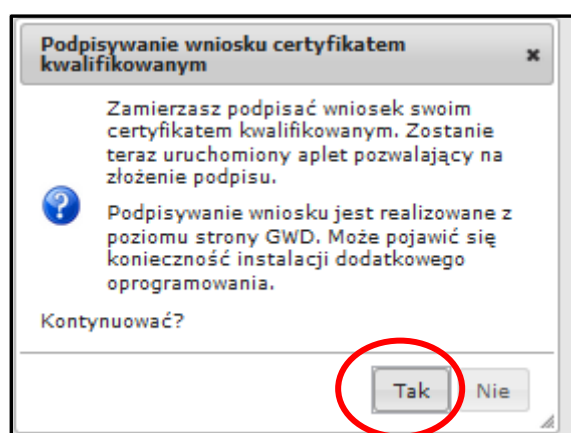 Podpisywanie wniosku certyfikatem
kwalifikowanym
Zamierzasz podpisać wniosek swoim
certyfikatem kwalifikowanym. Zostanie
teraz uruchomiony aplet pozwalający na
złożenie podpisu.
Podpisywanie wniosku jest realizowane z
poziomu strony GWD. Może pojawić się
konieczność instalacji dodatkowego
oprogramowania.
Kontynuować?
Tak Nie